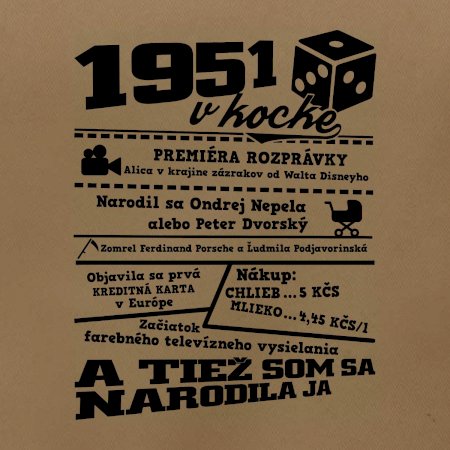 1951
v kocke
PREMIÉRA ROZPRÁVKY
Alica v krajine zázrakov od Walta Disneyho
Narodil sa Ondrej Nepela
alebo Peter Dvorský
Zomrel Ferdinand Porsche a Ľudmila Podjavorinská
Objavila sa prvá
KREDITNÁ KARTA
v Európe
Nákup:
CHLIEB ... 5 KČS
MLIEKO ... 4,45 KČS/l
Začiatok
farebného televízneho vysielania
A TIEŽ SOM SA
NARODILA JA